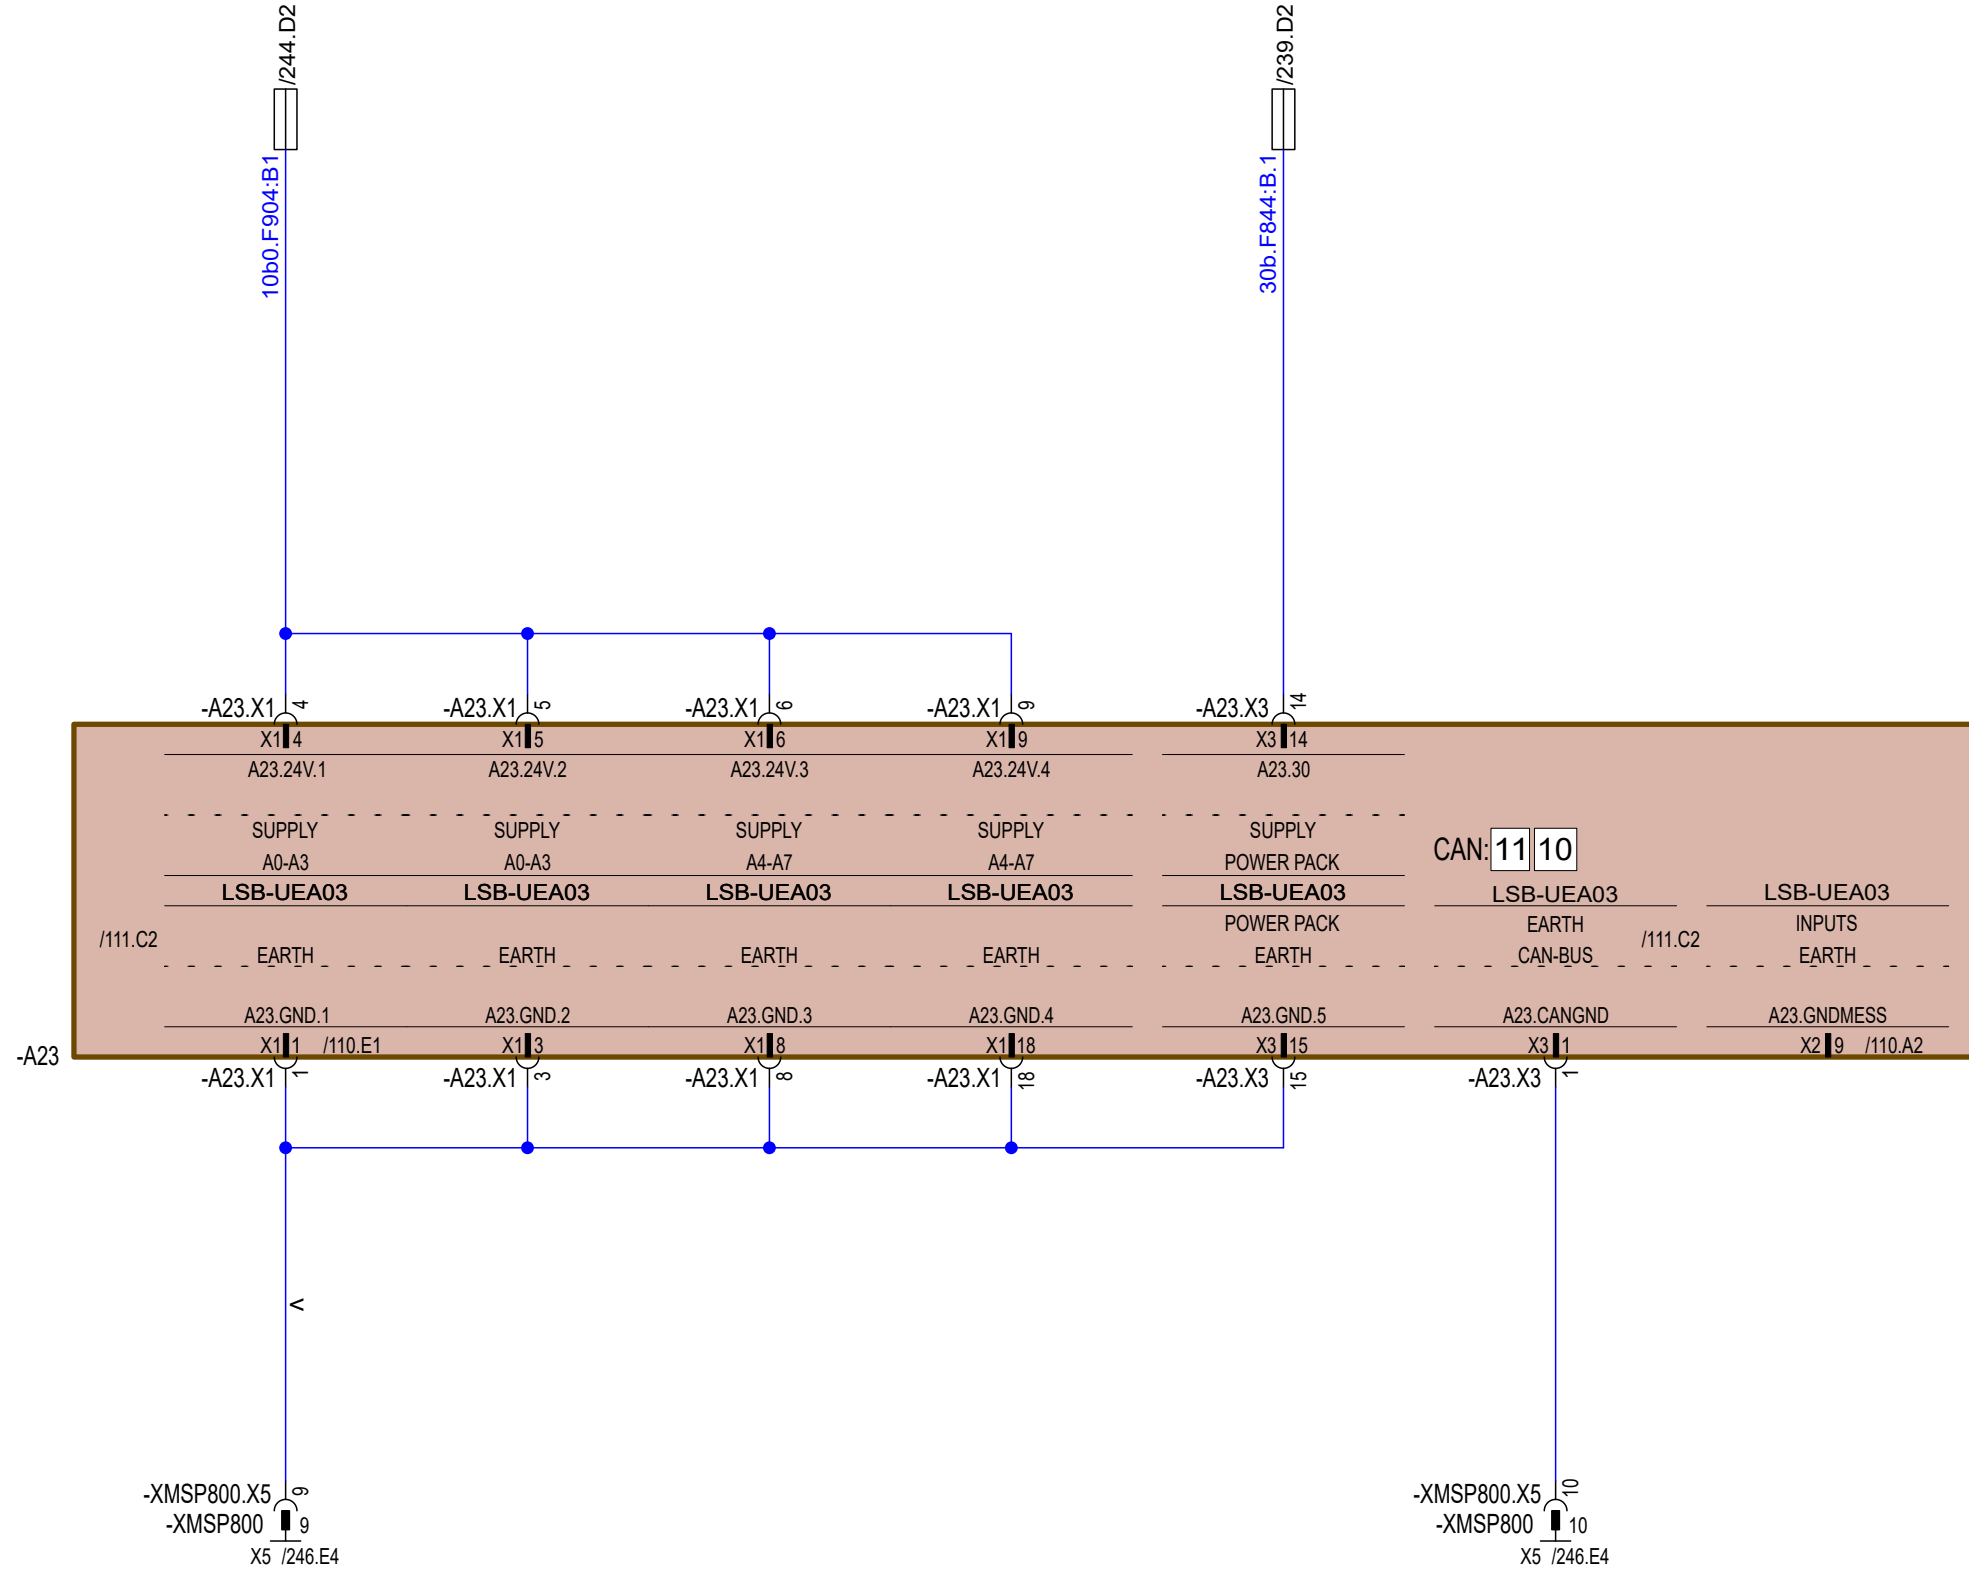 /244.D2
/239.D2
10b0.F904:B1
30b.F844:B.1
-A23.X1 4
-A23.X1 5
-A23.X1 6
-A23.X1 9
-A23.X3 14
X1 4
X1 5
X1 6
X1 9
X3 14
A23.24V.1
A23.24V.2
A23.24V.3
A23.24V.4
A23.30
SUPPLY
SUPPLY
SUPPLY
SUPPLY
SUPPLY
A0-A3
A0-A3
A4-A7
A4-A7
POWER PACK
CAN: 11 10
LSB-UEA03
LSB-UEA03
LSB-UEA03
LSB-UEA03
LSB-UEA03
LSB-UEA03
LSB-UEA03
POWER PACK
EARTH
INPUTS
/111.C2
/111.C2
EARTH
EARTH
EARTH
EARTH
EARTH
CAN-BUS
EARTH
A23.GND.1
A23.GND.2
A23.GND.3
A23.GND.4
A23.GND.5
A23.CANGND
A23.GNDMESS
-A23
X1 1 /110.E1
X1 3
X1 8
X1 18
X3 15
X3 1
X2 9 /110.A2
-A23.X1 1
-A23.X1 3
-A23.X1 8
-A23.X1 18
-A23.X3 15
-A23.X3 1
V
-XMSP800.X5 9
-XMSP800 9
X5 /246.E4
-XMSP800.X5 10
-XMSP800 10
X5 /246.E4